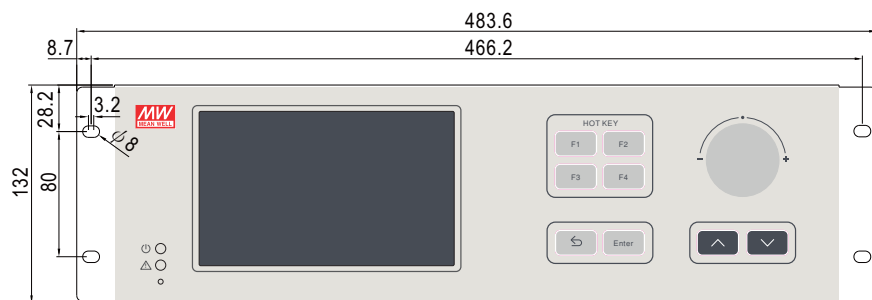 483.6
8.7
466.2
28.2
3.2
ϕ8
132
80
MW
MEAN WELL
HOT KEY
F1
F2
F3
F4
Enter